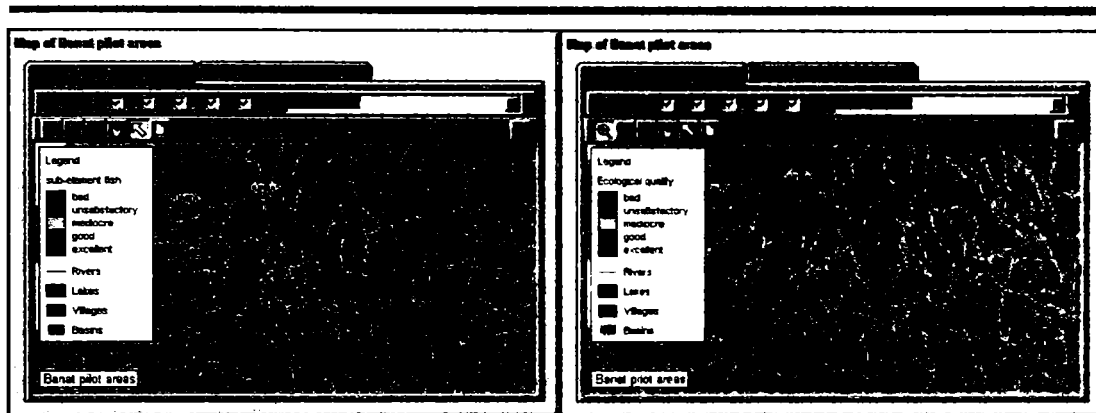 Map of Banat pilot areas
Legend
sub-element fish
bad
unsatisfactory
mediocre
good
excellent
Rivers
Lakes
Villages
Basins
Banat pilot areas
Map of Banat pilot areas
Legend
Ecological quality
bad
unsatisfactory
mediocre
good
excellent
Rivers
Lakes
Villages
Basins
Banat pilot areas